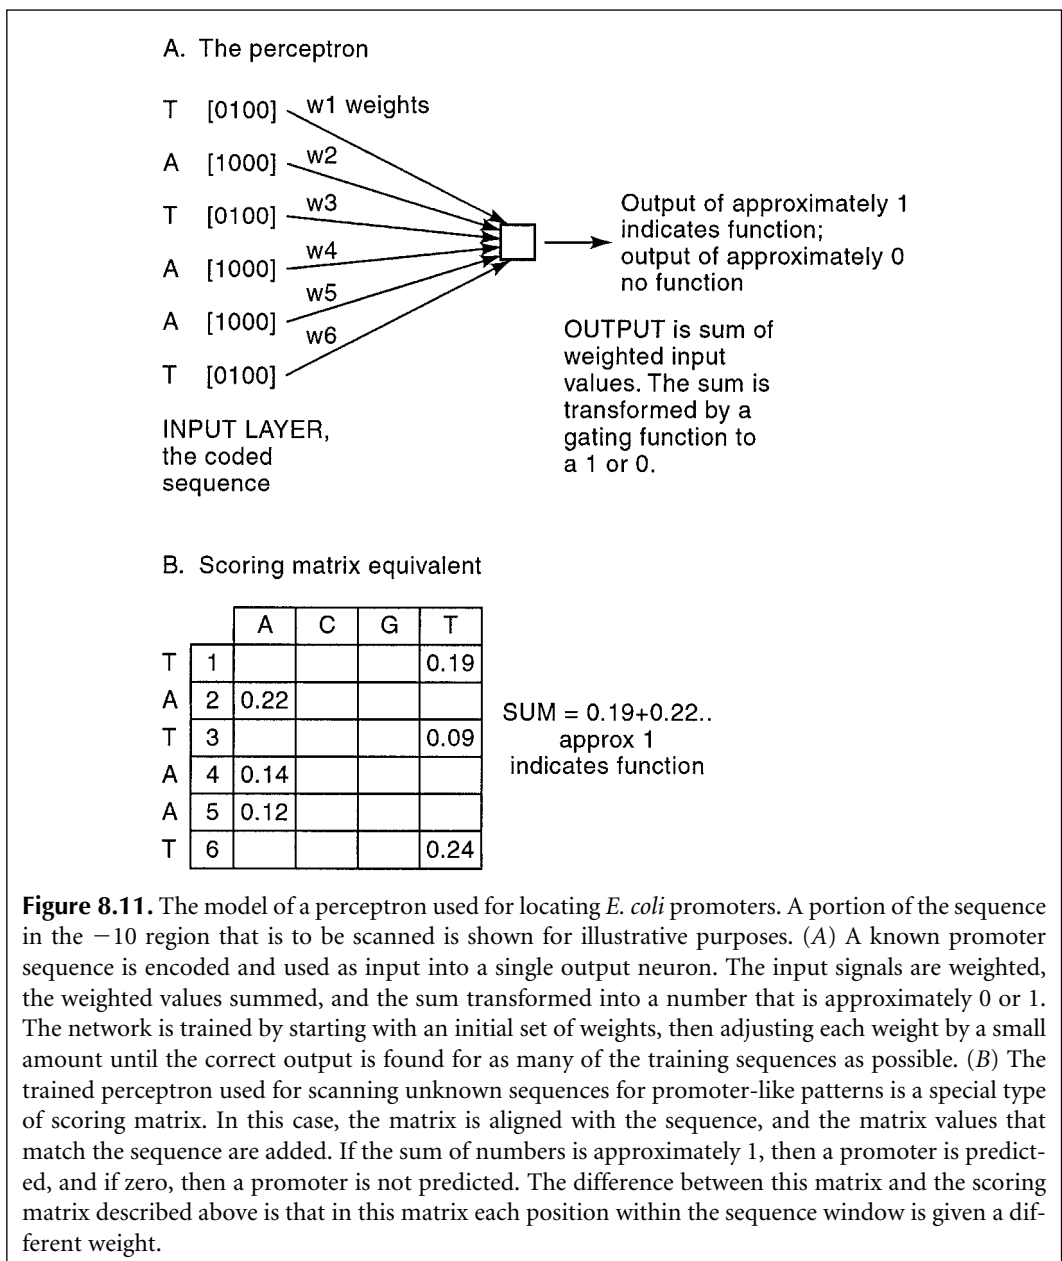 A. The perceptron
T [0100] w1 weights
A [1000] w2
T [0100] w3
A [1000] w4
A [1000] w5
T [0100] w6
INPUT LAYER,
the coded
sequence
Output of approximately 1
indicates function;
output of approximately 0
no function
OUTPUT is sum of
weighted input
values. The sum is
transformed by a
gating function to
a 1 or 0.
B. Scoring matrix equivalent
A C G T
T 1 0.19
A 2 0.22
T 3 0.09
A 4 0.14
A 5 0.12
T 6 0.24
SUM = 0.19+0.22..
approx 1
indicates function
Figure 8.11. The model of a perceptron used for locating E. coli promoters. A portion of the sequence
in the −10 region that is to be scanned is shown for illustrative purposes. (A) A known promoter
sequence is encoded and used as input into a single output neuron. The input signals are weighted,
the weighted values summed, and the sum transformed into a number that is approximately 0 or 1.
The network is trained by starting with an initial set of weights, then adjusting each weight by a small
amount until the correct output is found for as many of the training sequences as possible. (B) The
trained perceptron used for scanning unknown sequences for promoter-like patterns is a special type
of scoring matrix. In this case, the matrix is aligned with the sequence, and the matrix values that
match the sequence are added. If the sum of numbers is approximately 1, then a promoter is predict-
ed, and if zero, then a promoter is not predicted. The difference between this matrix and the scoring
matrix described above is that in this matrix each position within the sequence window is given a dif-
ferent weight.